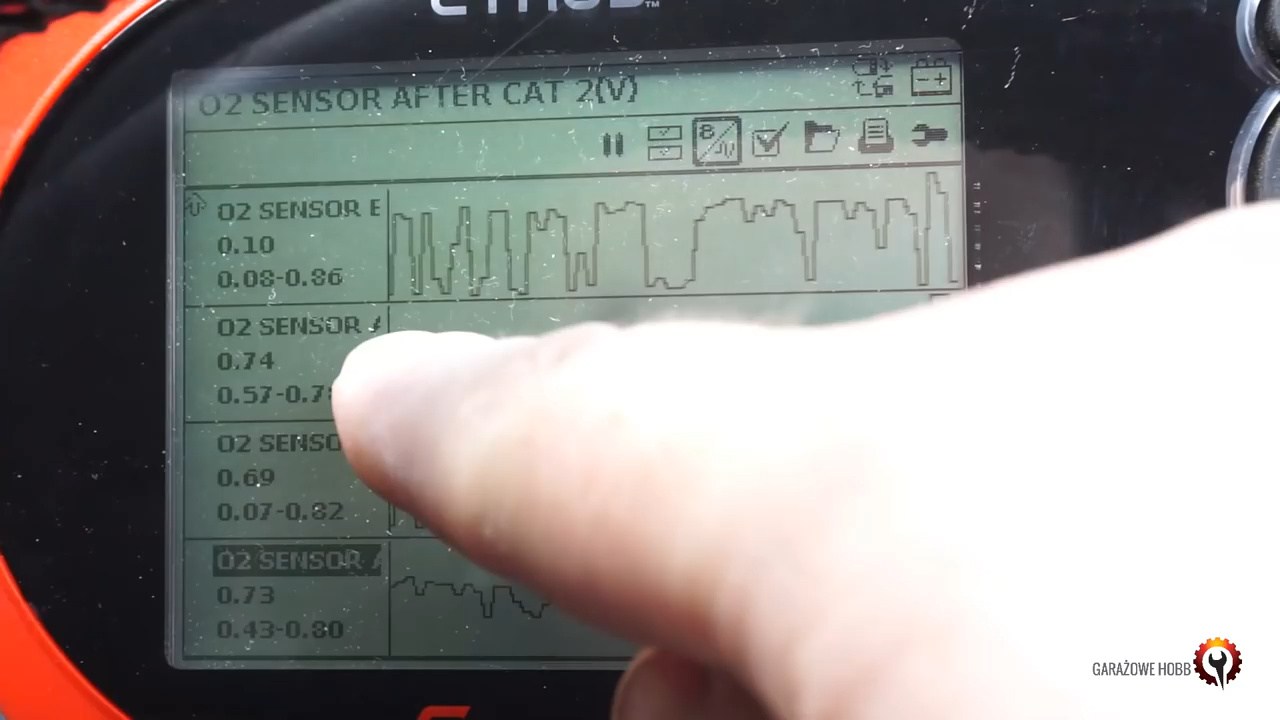 O2 SENSOR AFTER CAT 2(V)
O2 SENSOR
0.10
0.08-0.86
O2 SENSOR
0.74
O2
0.69
0.07-0.82
O2 SENSOR
0.73
0.43-0.80
GARAŻOWE HOBB